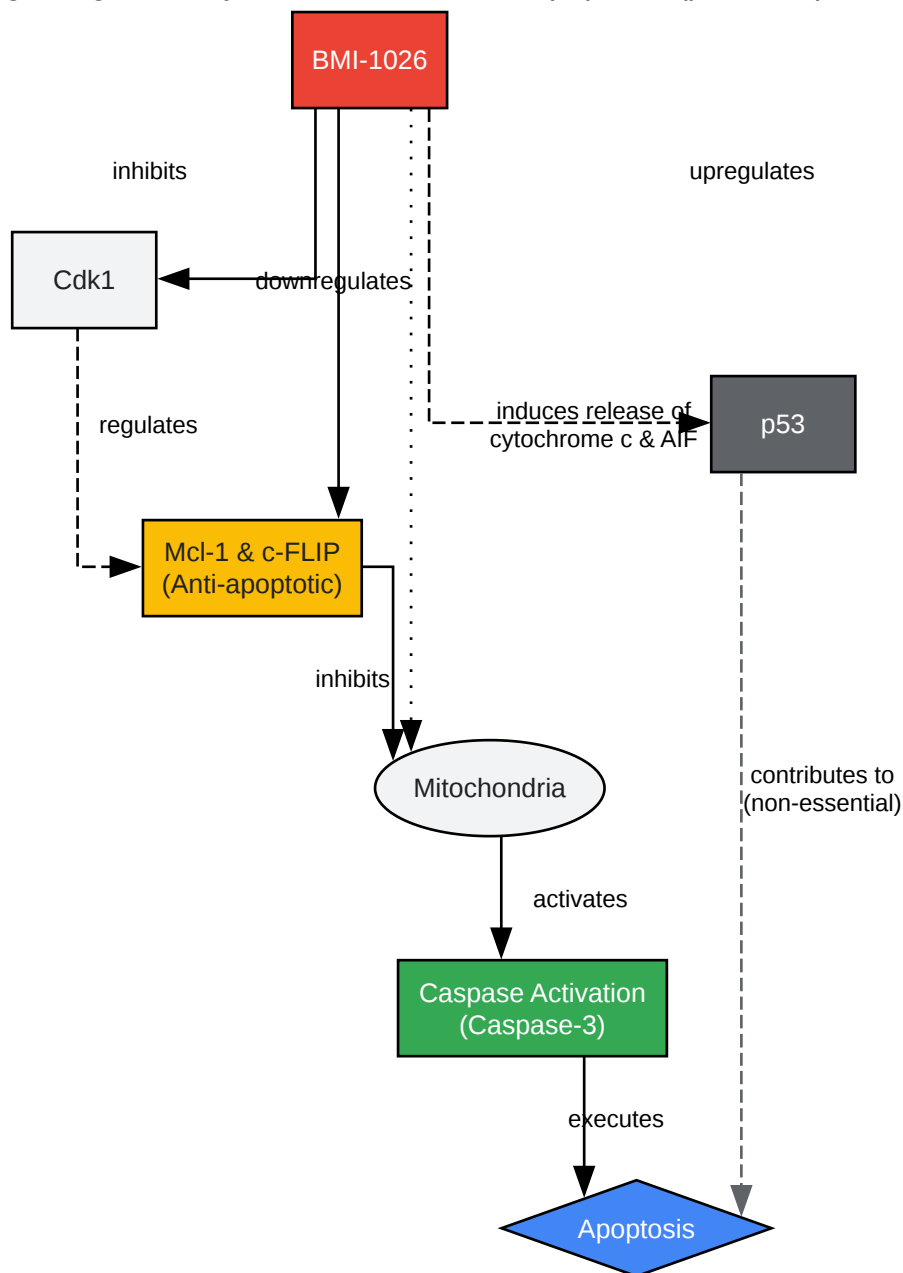 BMI-1026
inhibits
upregulates
Cdk1
downregulates
regulates
induces release of
cytochrome c & AIF
p53
Mcl-1 & c-FLIP
(Anti-apoptotic)
inhibits
Mitochondria
contributes to
(non-essential)
activates
Caspase Activation
(Caspase-3)
executes
Apoptosis